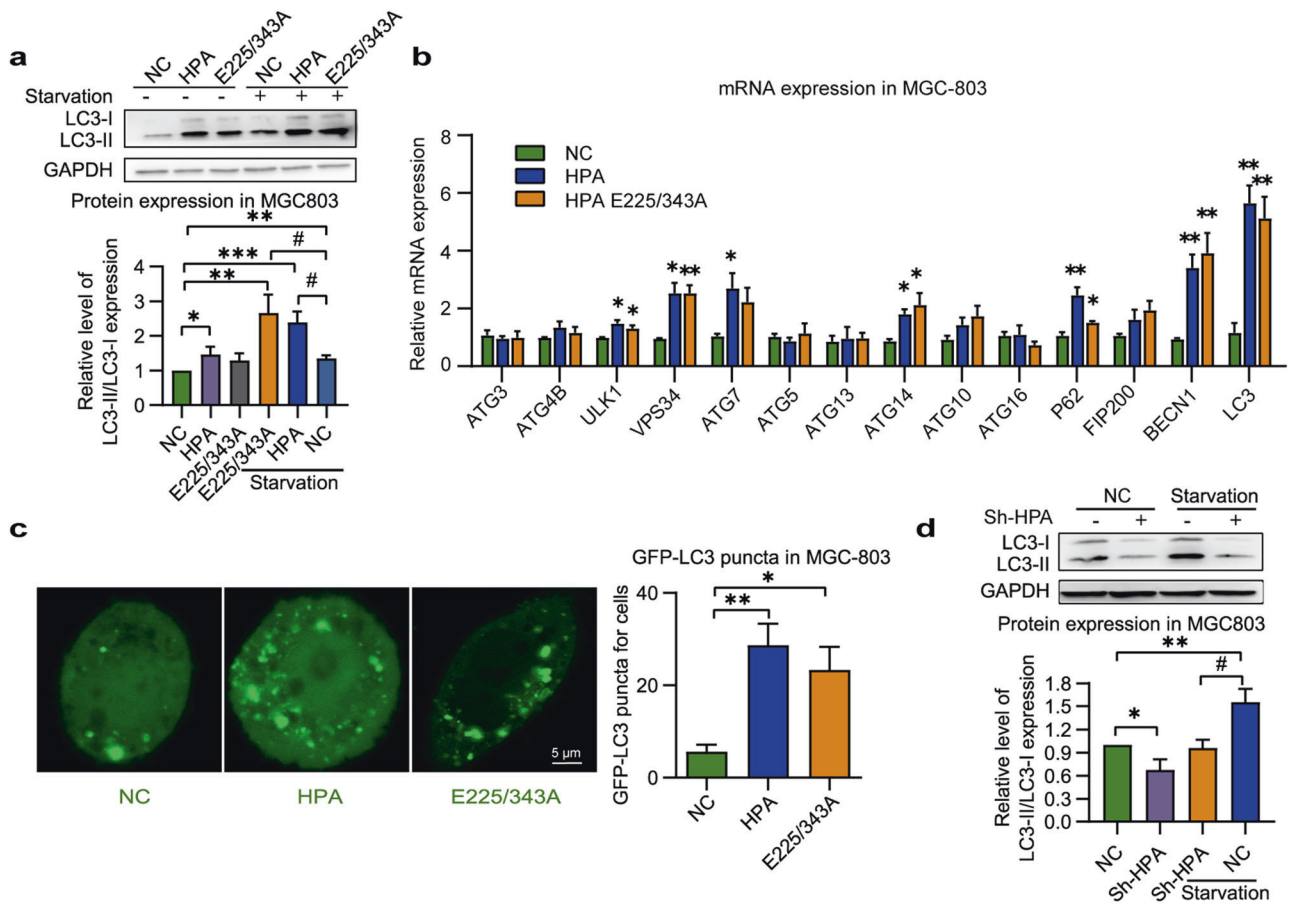 a
NC HPA E225/343A NC HPA E225/343A
Starvation - - - + + +
LC3-I
LC3-II
GAPDH
Protein expression in MGC803
** # *** # ** *
Relative level of
LC3-II/LC3-I expression
4
3
2
1
0
NC HPA E225/343A E225/343A HPA NC
Starvation
b
mRNA expression in MGC-803
Relative mRNA expression
8
6
4
2
0
NC
HPA
HPA E225/343A
* * * ** * * * ** * ** ** ** **
ATG3 ATG4B ULK1 VPS34 ATG7 ATG5 ATG13 ATG14 ATG10 ATG16 P62 FIP200 BECN1 LC3
c
5 µm
NC HPA E225/343A
GFP-LC3 puncta in MGC-803
GFP-LC3 puncta for cells
40
20
0
* **
NC HPA E225/343A
d
NC Starvation
Sh-HPA - + - +
LC3-I
LC3-II
GAPDH
Protein expression in MGC803
** # *
Relative level of
LC3-II/LC3-I expression
1.8
1.5
1.2
0.9
0.6
0.3
0.0
NC Sh-HPA Sh-HPA NC
Starvation